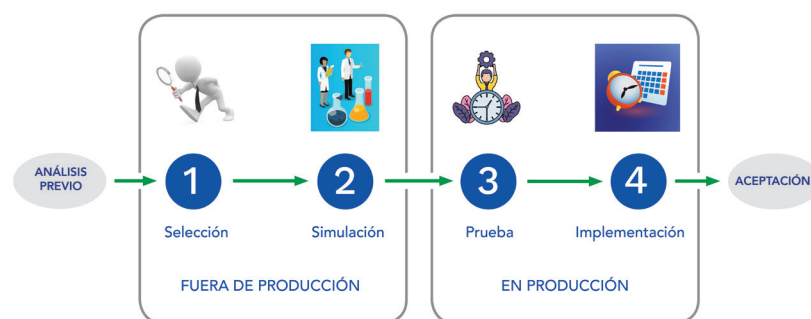 ANÁLISIS
PREVIO
1
2
3
4
ACEPTACIÓN
Selección
Simulación
Prueba
Implementación
FUERA DE PRODUCCIÓN
EN PRODUCCIÓN